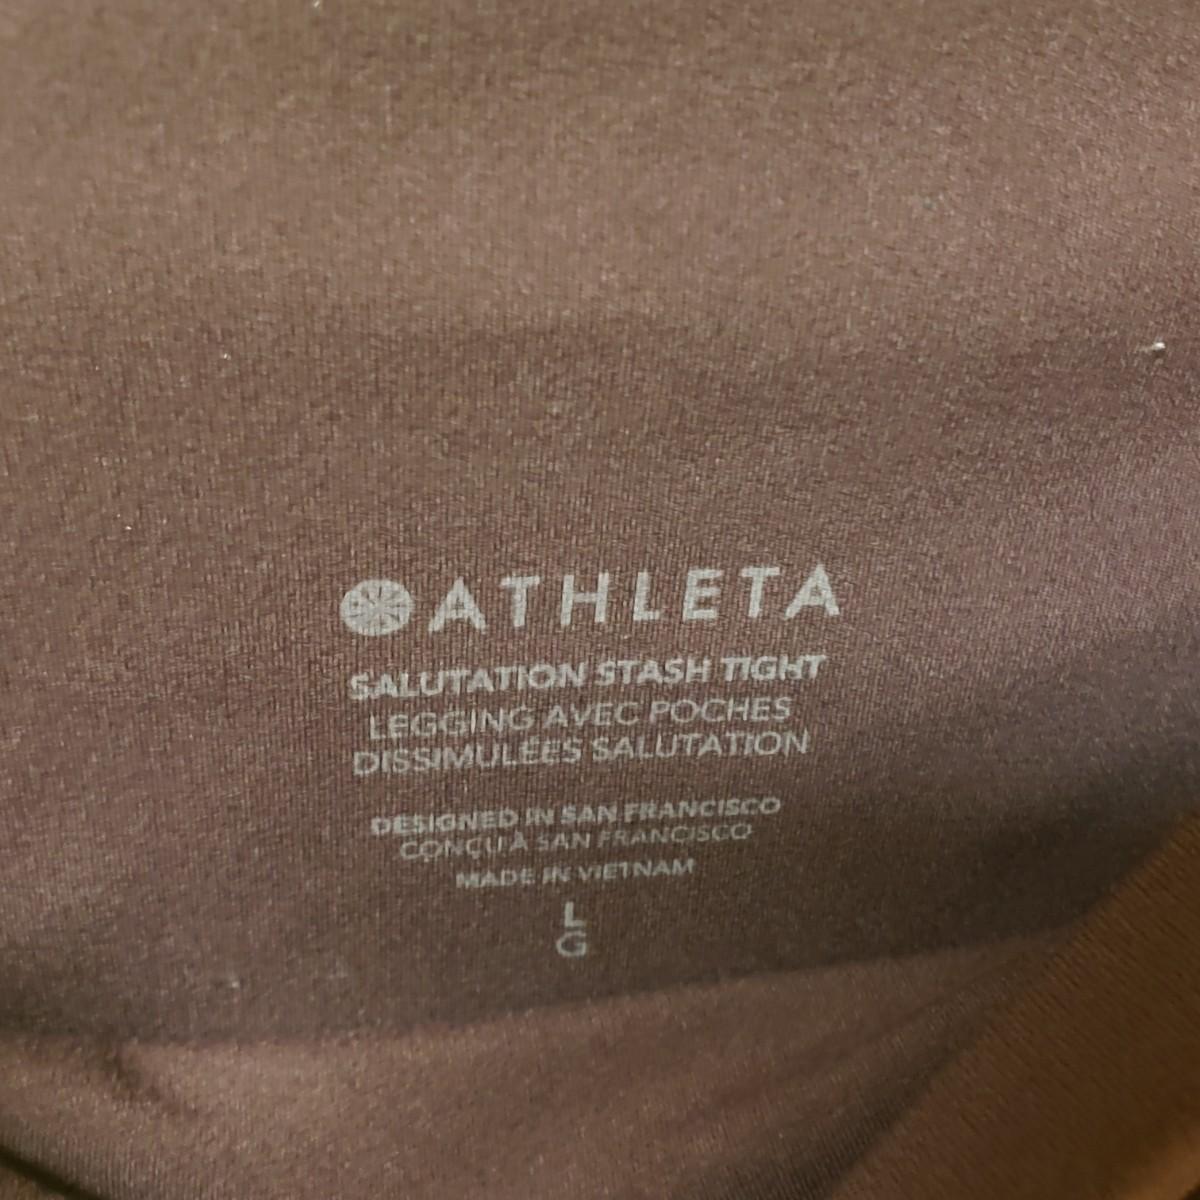 ATHLETA
SALUTATION STASH TIGHT
LEGGING AVEC POCHES
DISSIMULÉES SALUTATION
DESIGNED IN SAN FRANCISCO
CONÇU À SAN FRANCISCO
MADE IN VIETNAM
L
G